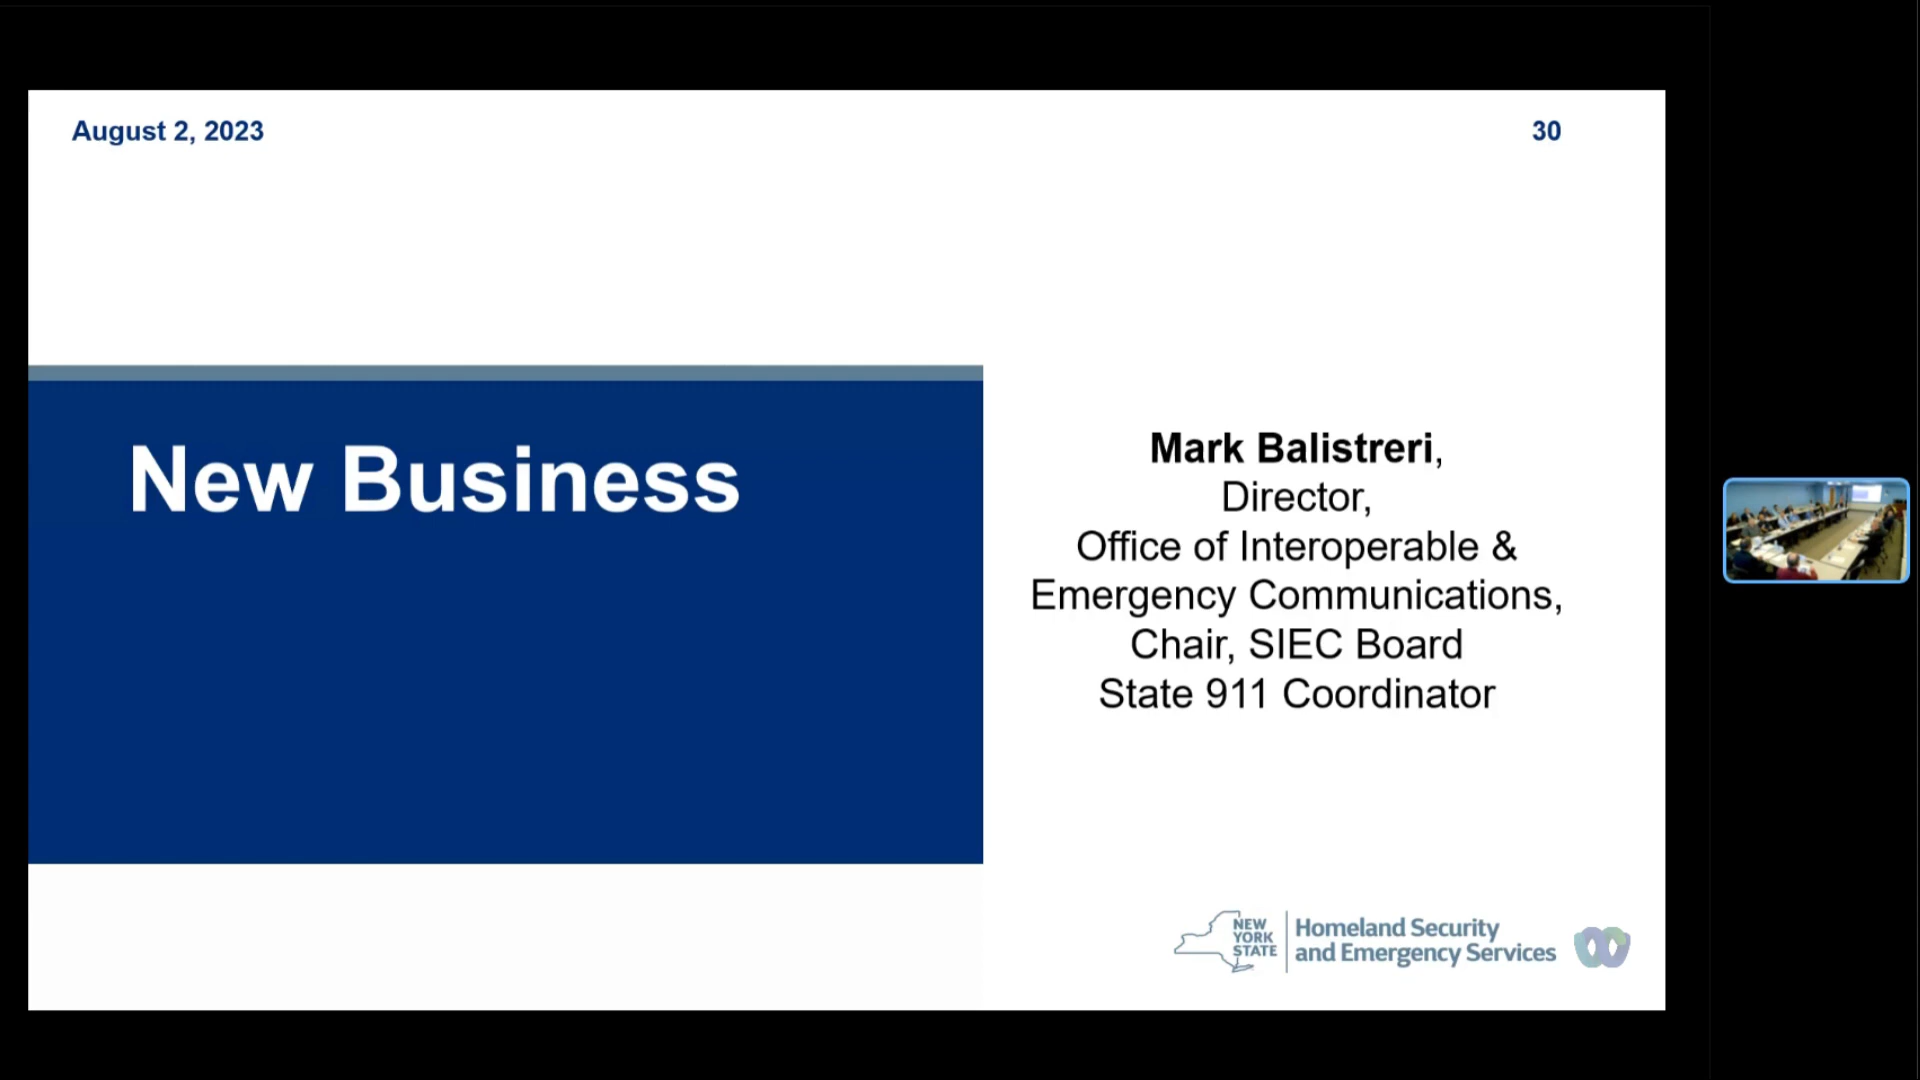 August 2, 2023
30
New Business
Mark Balistreri,
Director,
Office of Interoperable &
Emergency Communications,
Chair, SIEC Board
State 911 Coordinator
NEW
YORK
STATE
Homeland Security
and Emergency Services